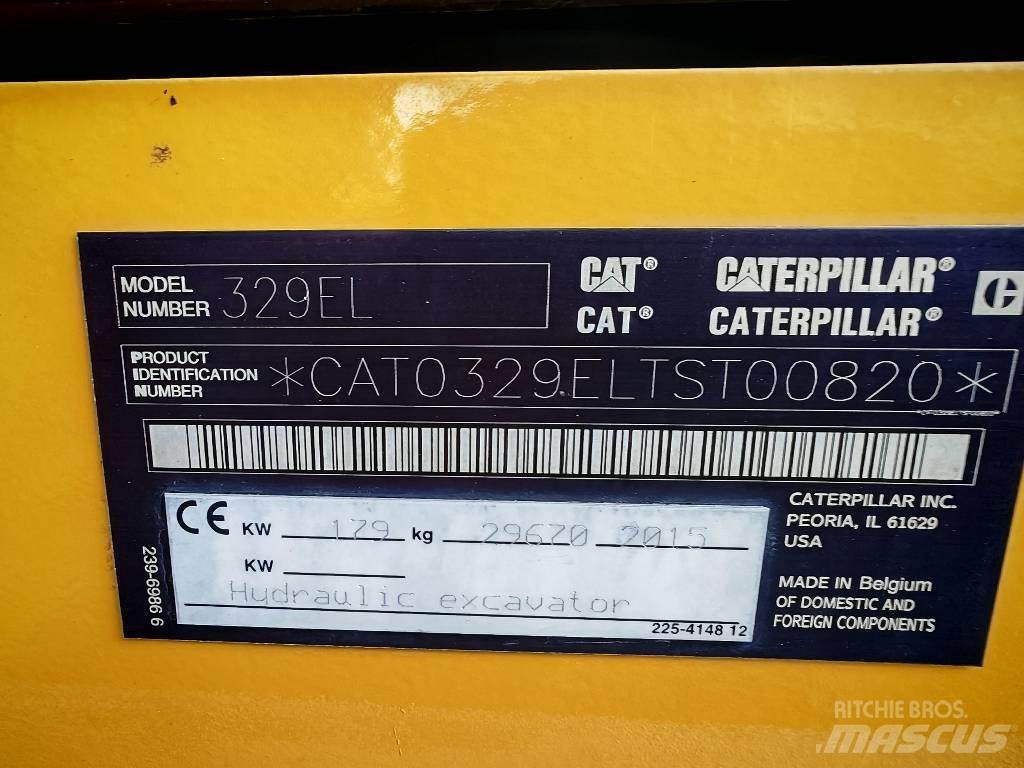 MODEL NUMBER 329EL
CAT® CATERPILLAR®
CAT® CATERPILLAR®
PRODUCT IDENTIFICATION NUMBER *CAT0329ELTST00820*
CE KW 179 kg 29670 2015
KW
Hydraulic excavator
225-4148 12
239-6986 6
CATERPILLAR INC.
PEORIA, IL 61629
USA
MADE IN Belgium
OF DOMESTIC AND
FOREIGN COMPONENTS
RITCHIE BROS.
MASCUS